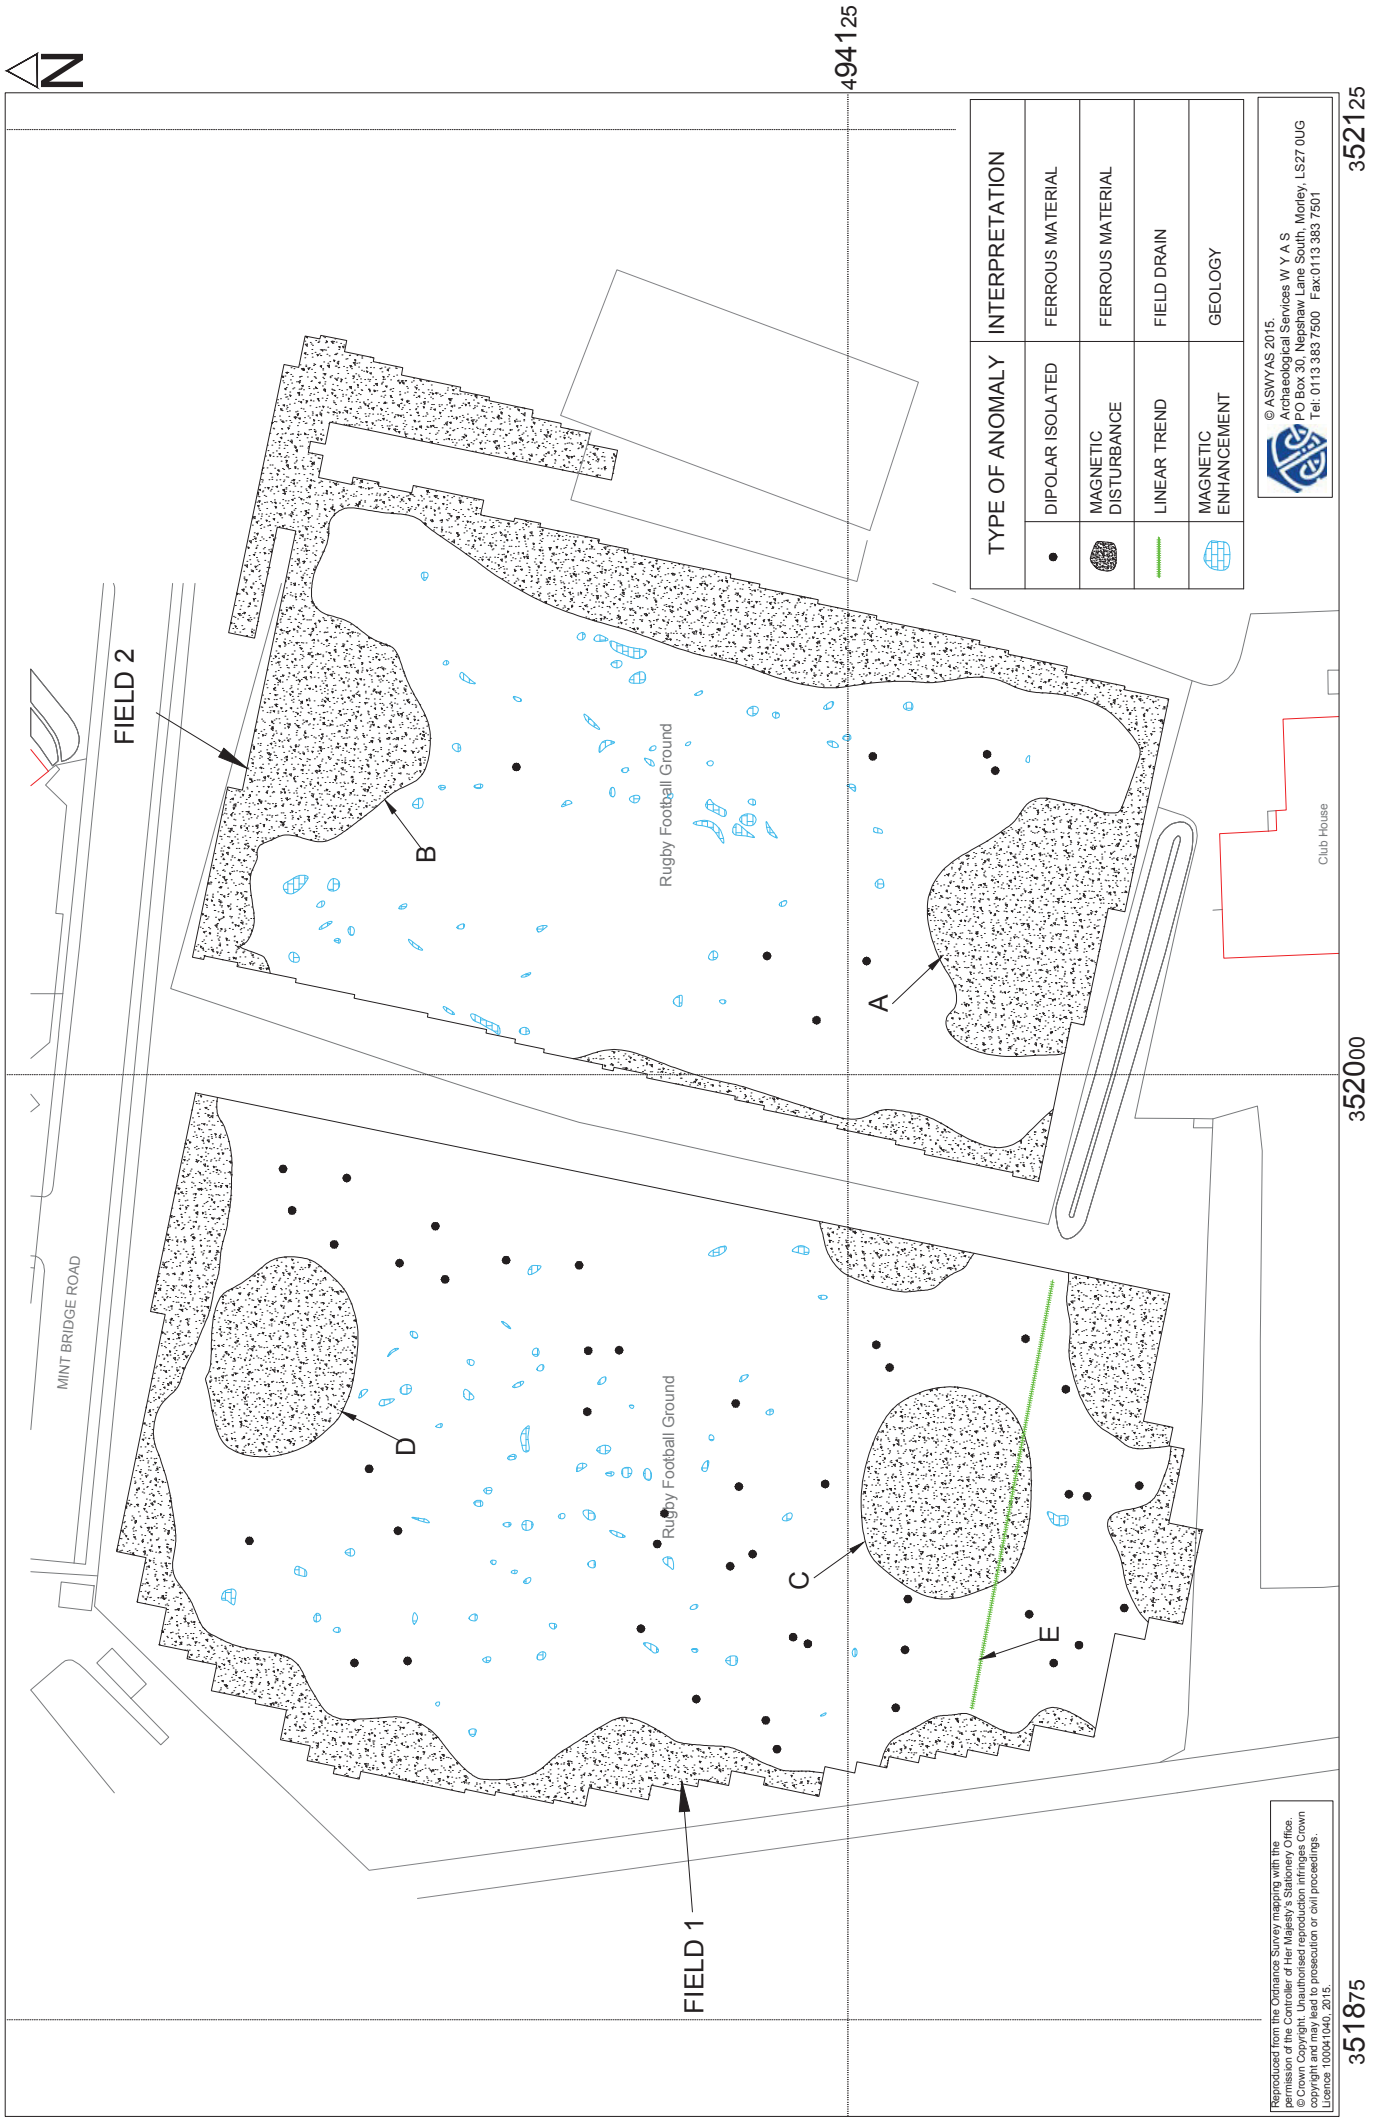 N
494125
352125
352000
351875
FIELD 2
FIELD 1
MINT BRIDGE ROAD
Rugby Football Ground
Rugby Football Ground
Club House
A
B
C
D
E
TYPE OF ANOMALY INTERPRETATION
DIPOLAR ISOLATED FERROUS MATERIAL
MAGNETIC
DISTURBANCE
FERROUS MATERIAL
LINEAR TREND FIELD DRAIN
MAGNETIC
ENHANCEMENT
GEOLOGY
© ASWYAS 2015.
Archaeological Services W Y A S
PO Box 30, Nepshaw Lane South, Morley, LS27 0UG
Tel: 0113 383 7500 Fax:0113 383 7501
Reproduced from the Ordnance Survey mapping with the
permission of the Controller of Her Majesty's Stationery Office.
© Crown Copyright. Unauthorised reproduction infringes Crown
copyright and may lead to prosecution or civil proceedings.
Licence 100041040, 2015.